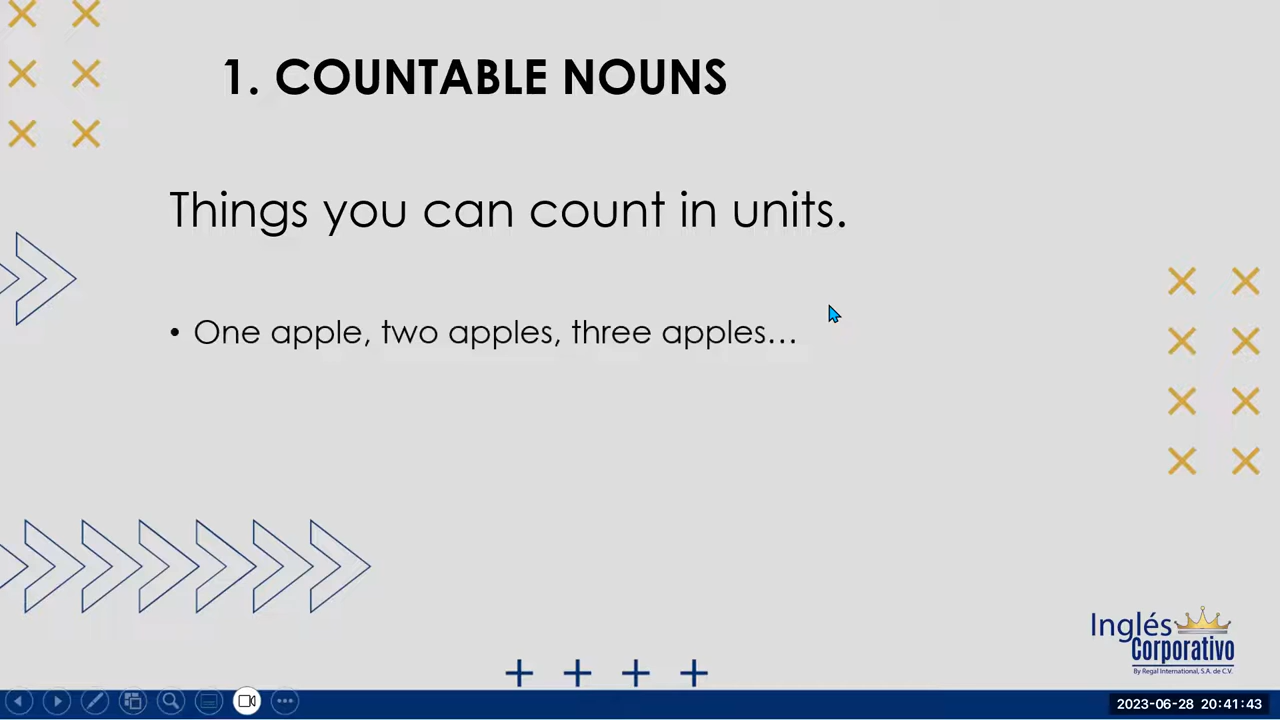 1. COUNTABLE NOUNS
Things you can count in units.
• One apple, two apples, three apples…
Inglés
Corporativo
By Regal International, S.A. de C.V.
2023-06-28 20:41:43